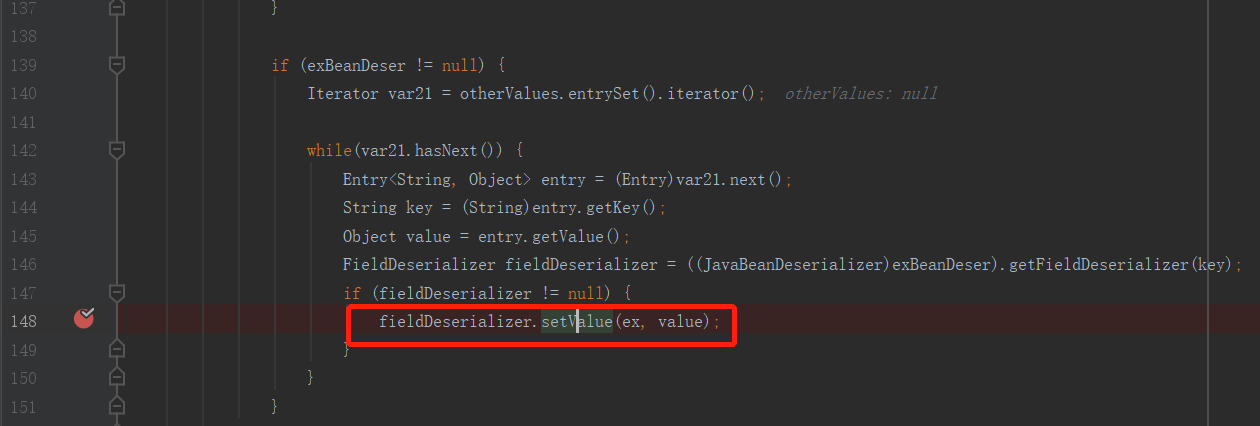 137 }
138
139 if (exBeanDeser != null) {
140 Iterator var21 = otherValues.entrySet().iterator(); otherValues: null
141
142 while(var21.hasNext()) {
143 Entry<String, Object> entry = (Entry)var21.next();
144 String key = (String)entry.getKey();
145 Object value = entry.getValue();
146 FieldDeserializer fieldDeserializer = ((JavaBeanDeserializer)exBeanDeser).getFieldDeserializer(key);
147 if (fieldDeserializer != null) {
148 fieldDeserializer.setValue(ex, value);
149 }
150 }
151 }